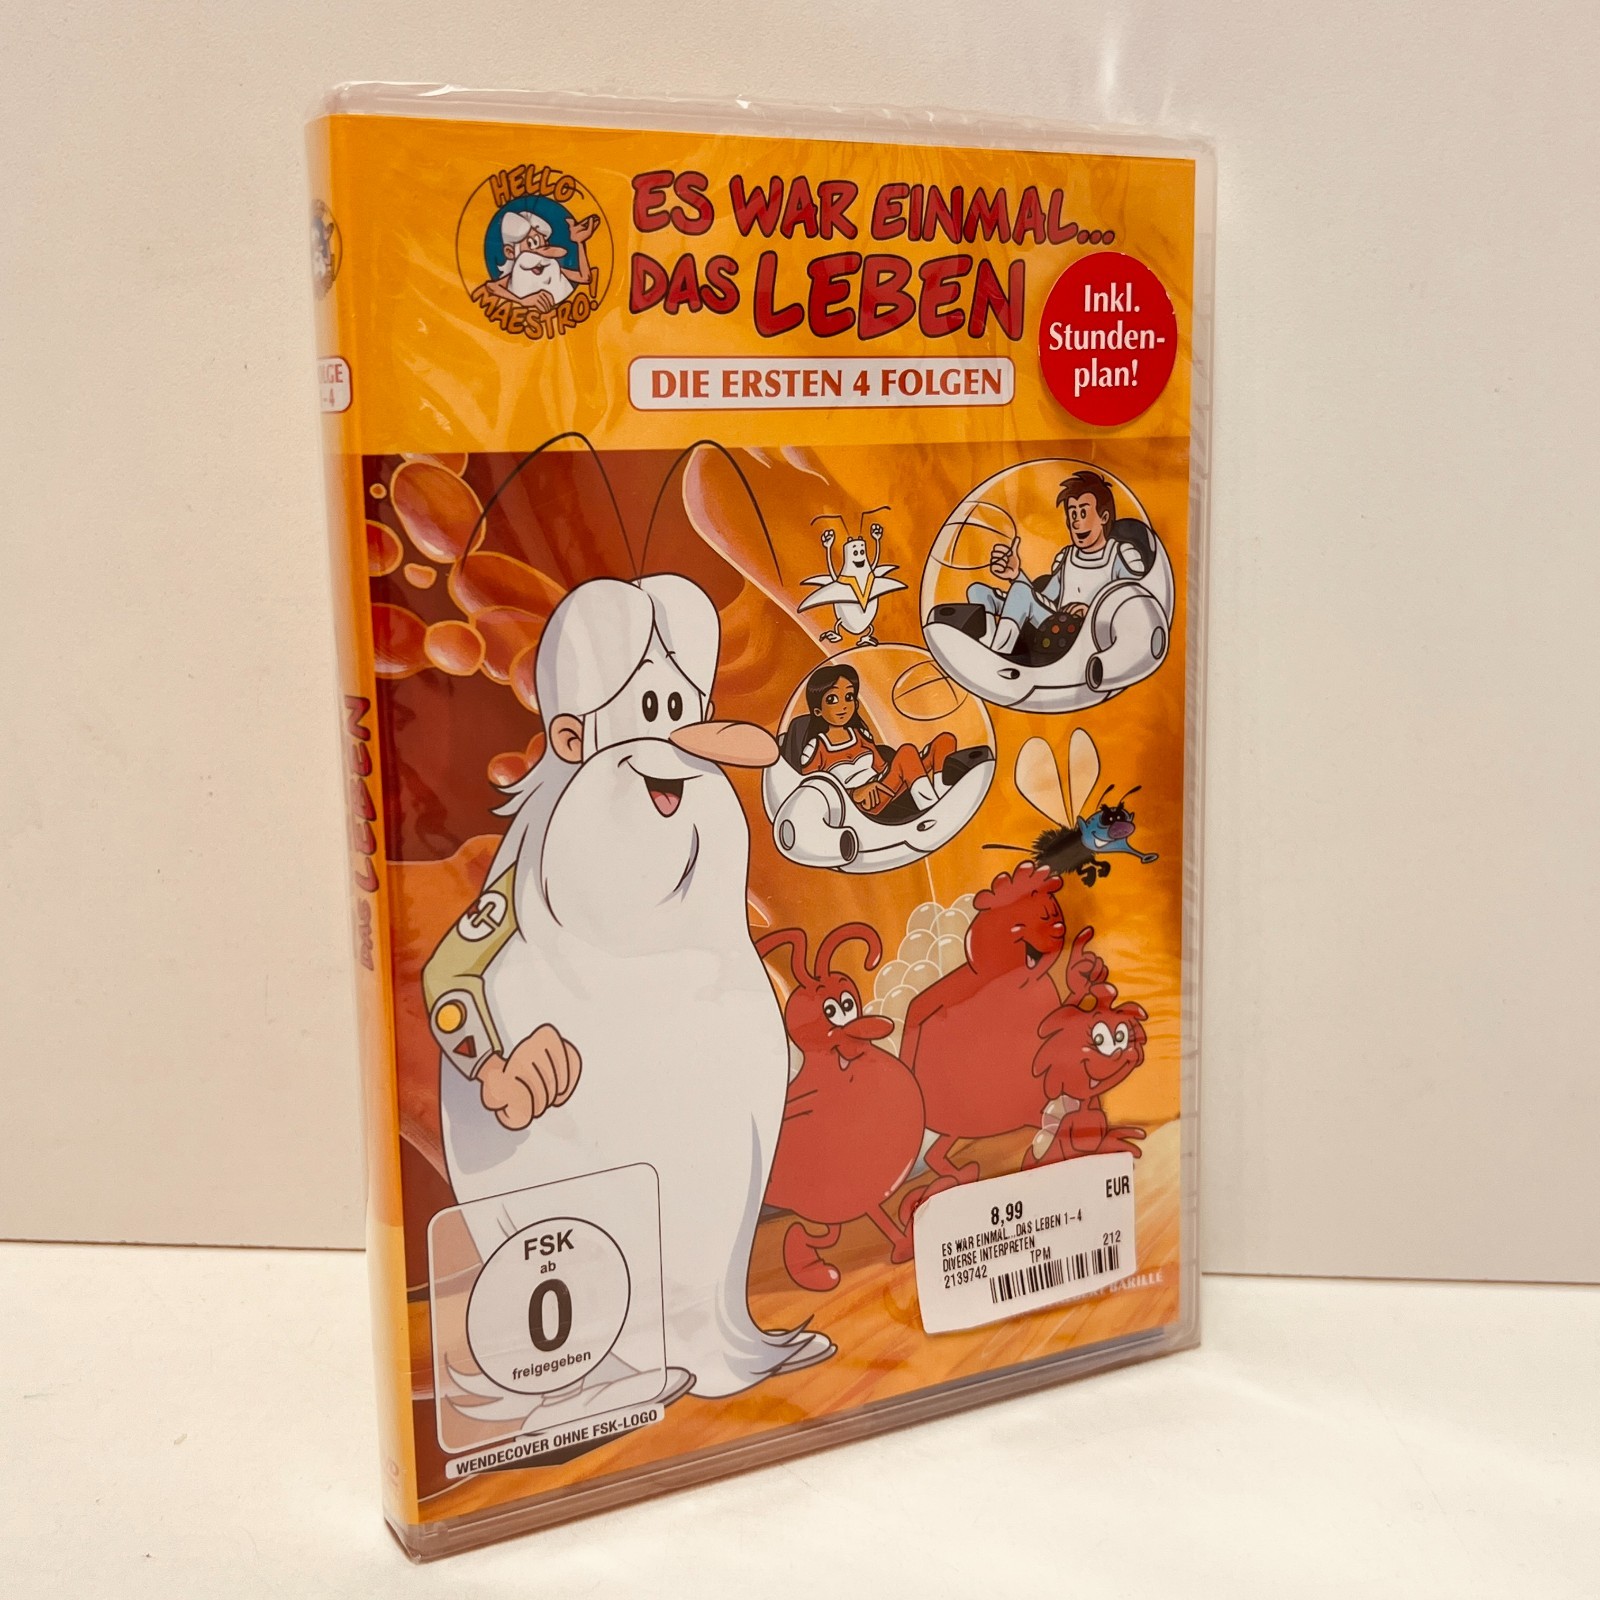 HELLO
MAESTRO!
ES WAR EINMAL...
DAS LEBEN
DIE ERSTEN 4 FOLGEN
Inkl.
Stunden-
plan!
DAS LEBEN
FSK
ab
0
freigegeben
WENDECOVER OHNE FSK-LOGO
EUR
8,99
ES WAR EINMAL...DAS LEBEN 1-4
DIVERSE INTERPRETEN 212
2139742 TPM
BARILLÉ